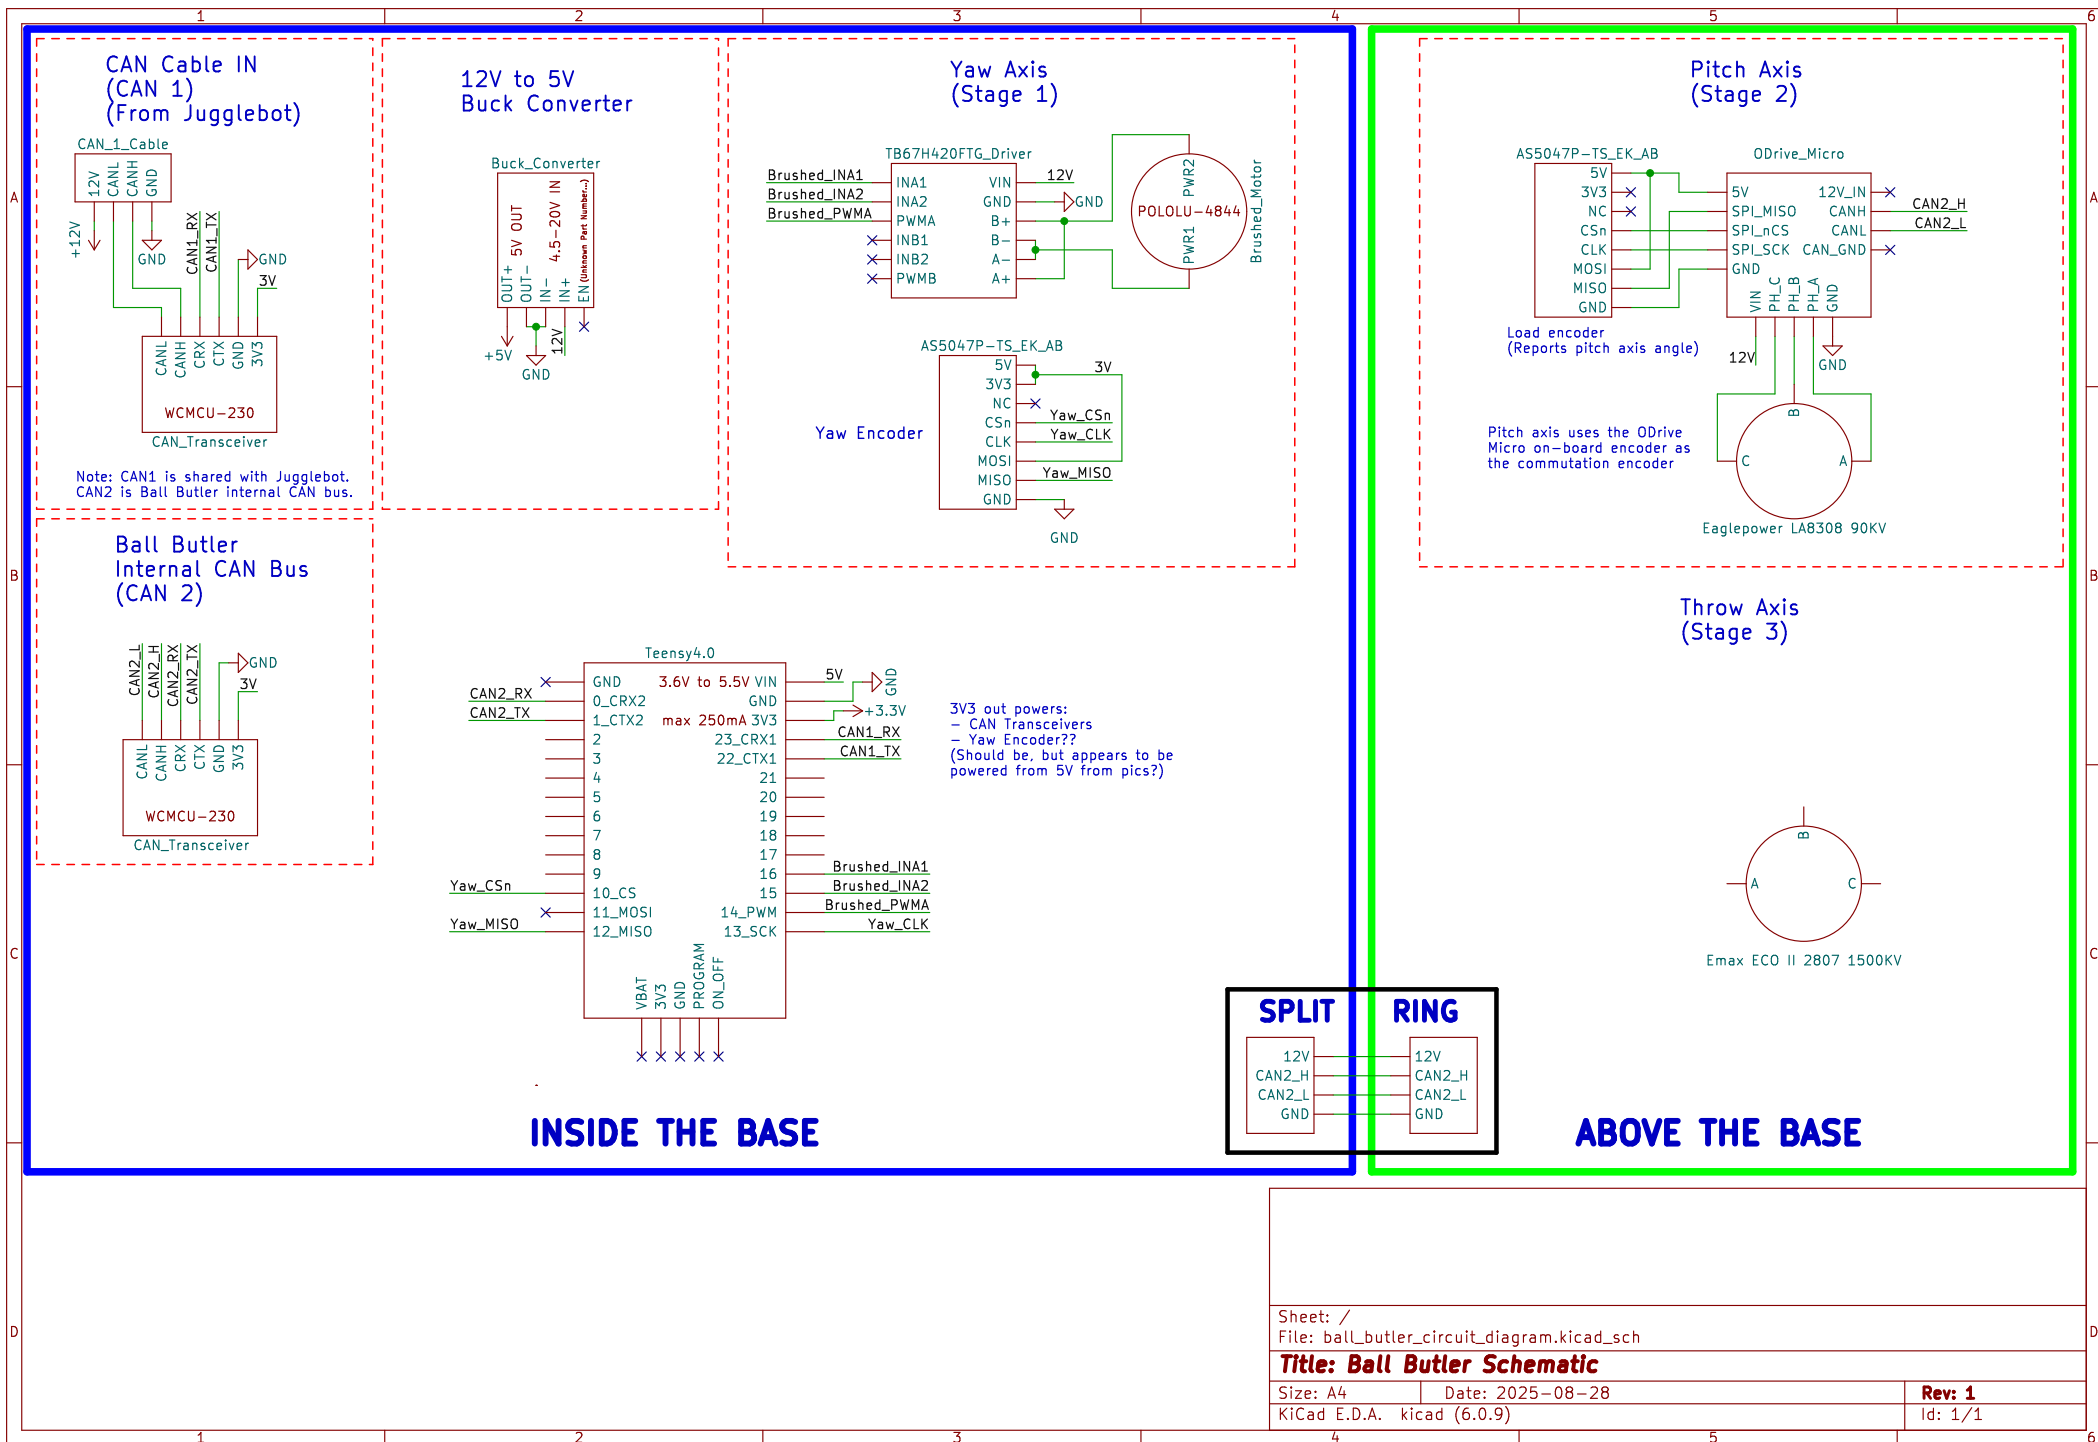 1 2 3 4 5 6
A
B
C
D
CAN Cable IN
(CAN 1)
(From Jugglebot)
CAN_1_Cable
12V
CANL
CANH
GND
+12V
GND
CAN1_RX
CAN1_TX
GND
3V
CANL
CANH
CRX
CTX
GND
3V3
WCMCU-230
CAN_Transceiver
Note: CAN1 is shared with Jugglebot.
CAN2 is Ball Butler internal CAN bus.
12V to 5V
Buck Converter
Buck_Converter
5V OUT
4.5-20V IN
(Unknown Part Number...)
OUT+
OUT-
IN-
IN+
EN
+5V
GND
12V
Yaw Axis
(Stage 1)
TB67H420FTG_Driver
Brushed_INA1
Brushed_INA2
Brushed_PWMA
INA1
INA2
PWMA
INB1
INB2
PWMB
VIN
GND
B+
B-
A-
A+
12V
GND
PWR2
POLOLU-4844
PWR1
Brushed_Motor
AS5047P-TS_EK_AB
5V
3V3
NC
CSn
CLK
MOSI
MISO
GND
3V
Yaw_CSn
Yaw_CLK
Yaw_MISO
GND
Yaw Encoder
Pitch Axis
(Stage 2)
AS5047P-TS_EK_AB
5V
3V3
NC
CSn
CLK
MOSI
MISO
GND
Load encoder
(Reports pitch axis angle)
ODrive_Micro
5V
SPI_MISO
SPI_nCS
SPI_SCK
GND
12V_IN
CANH
CANL
CAN_GND
VIN
PH_C
PH_B
PH_A
GND
CAN2_H
CAN2_L
12V
GND
Pitch axis uses the ODrive
Micro on-board encoder as
the commutation encoder
B
C
A
Eaglepower LA8308 90KV
Ball Butler
Internal CAN Bus
(CAN 2)
CAN2_L
CAN2_H
CAN2_RX
CAN2_TX
GND
3V
CANL
CANH
CRX
CTX
GND
3V3
WCMCU-230
CAN_Transceiver
Teensy4.0
CAN2_RX
CAN2_TX
GND
0_CRX2
1_CTX2
2
3
4
5
6
7
8
9
10_CS
11_MOSI
12_MISO
Yaw_CSn
Yaw_MISO
3.6V to 5.5V VIN
GND
max 250mA 3V3
23_CRX1
22_CTX1
21
20
19
18
17
16
15
14_PWM
13_SCK
5V
GND
+3.3V
CAN1_RX
CAN1_TX
Brushed_INA1
Brushed_INA2
Brushed_PWMA
Yaw_CLK
VBAT
3V3
GND
PROGRAM
ON_OFF
3V3 out powers:
- CAN Transceivers
- Yaw Encoder??
(Should be, but appears to be
powered from 5V from pics?)
Throw Axis
(Stage 3)
B
A
C
Emax ECO II 2807 1500KV
SPLIT RING
12V
CAN2_H
CAN2_L
GND
12V
CAN2_H
CAN2_L
GND
INSIDE THE BASE
ABOVE THE BASE
Sheet: /
File: ball_butler_circuit_diagram.kicad_sch
Title: Ball Butler Schematic
Size: A4 Date: 2025-08-28 Rev: 1
KiCad E.D.A. kicad (6.0.9) Id: 1/1
A
B
C
D
1 2 3 4 5 6